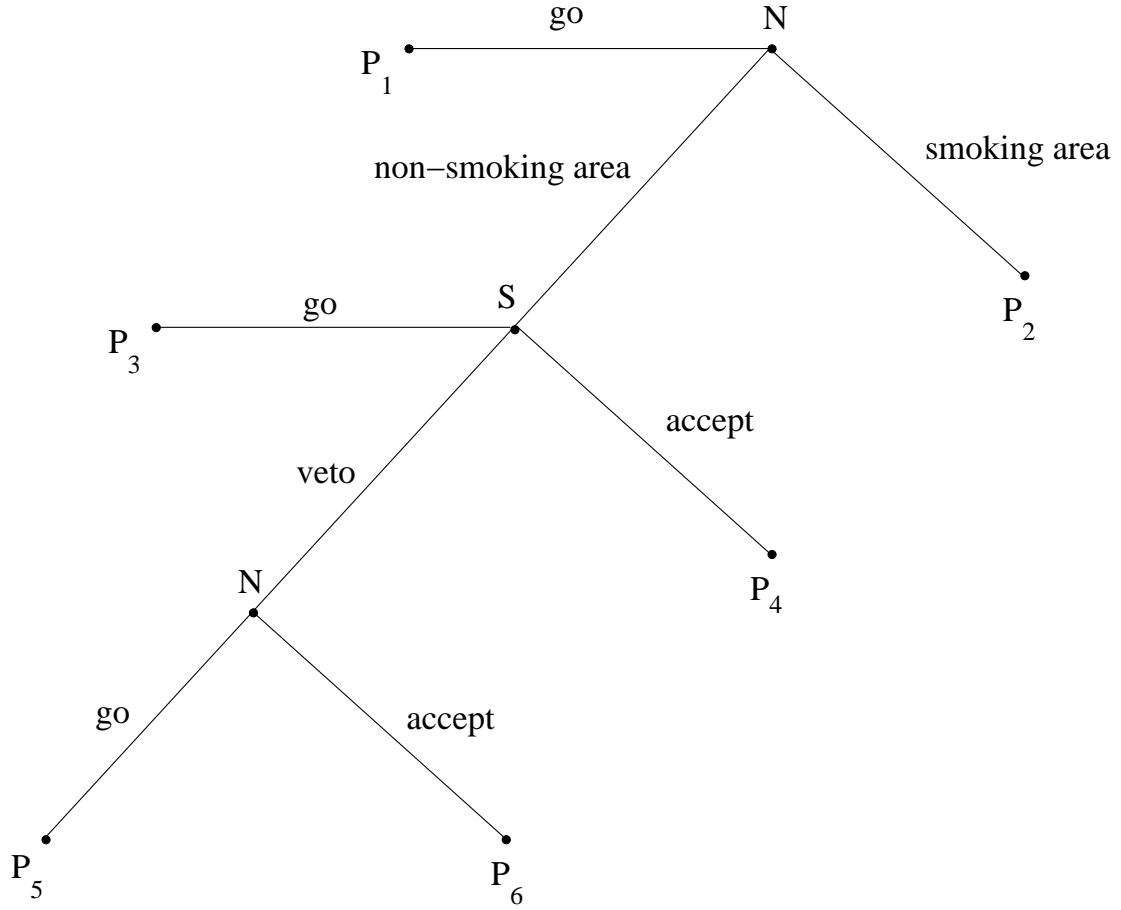 go
N
P1
smoking area
non−smoking area
S
go
P2
P3
accept
veto
N
P4
go
accept
P5
P6